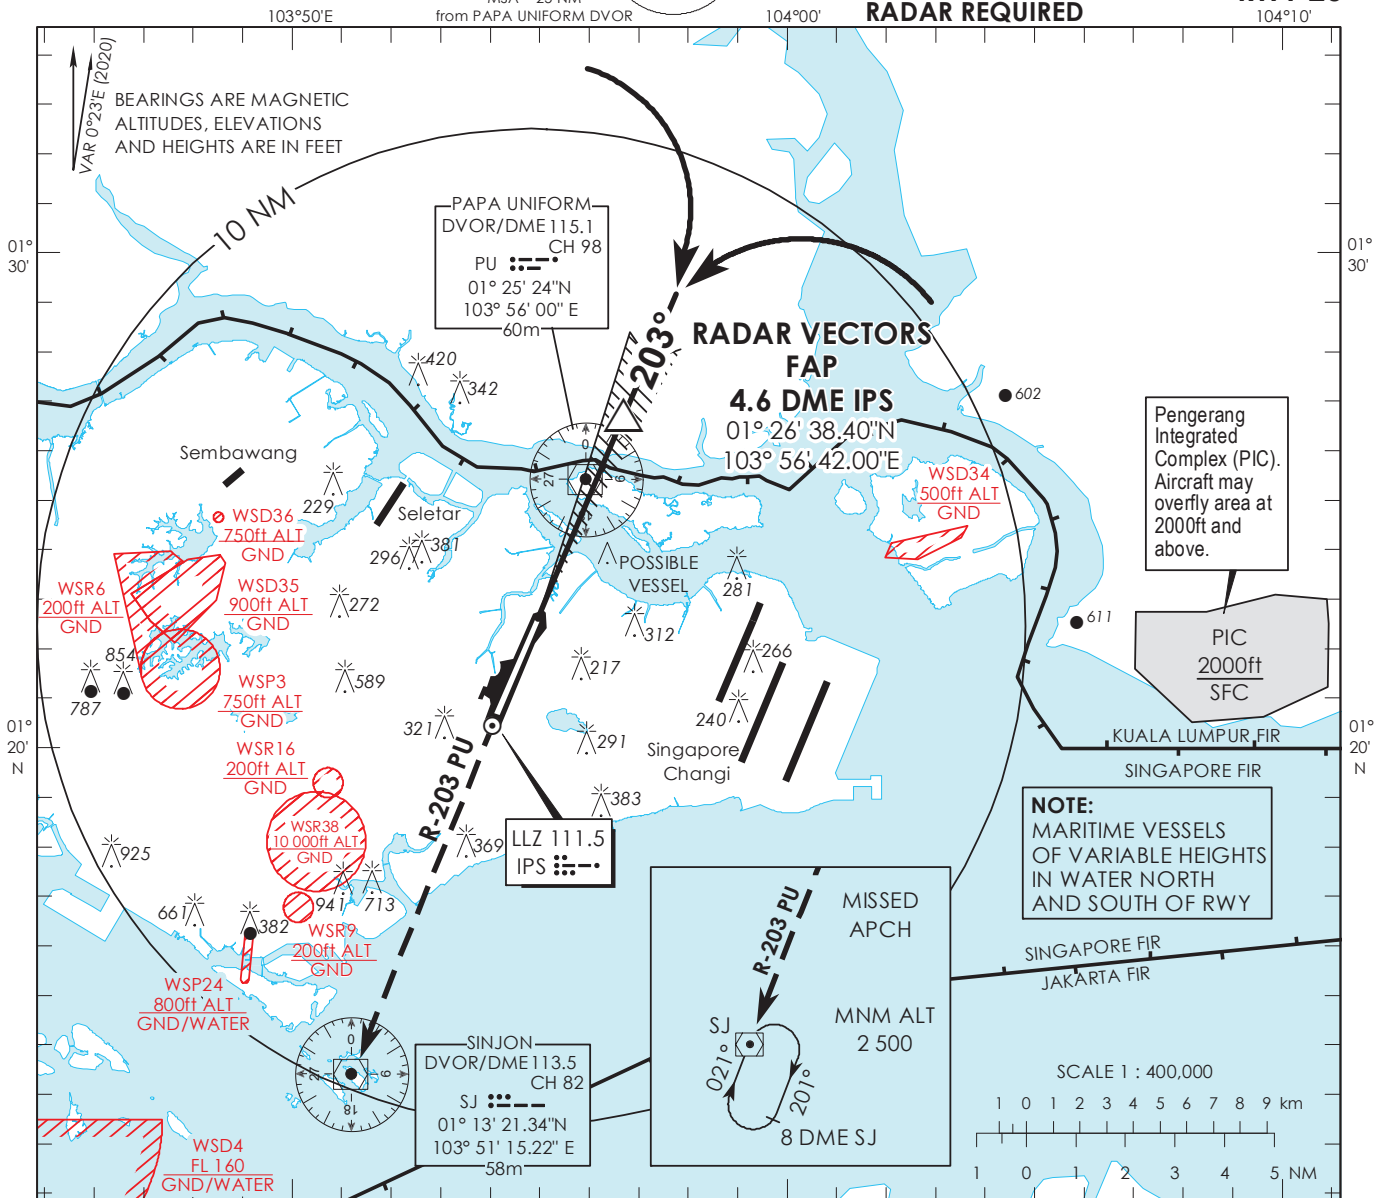 from PAPA UNIFORM DVOR
RADAR REQUIRED
103°50'E
104°00'
104°10'
VAR 0°23'E (2020)
BEARINGS ARE MAGNETIC
ALTITUDES, ELEVATIONS
AND HEIGHTS ARE IN FEET
10 NM
PAPA UNIFORM
DVOR/DME 115.1
CH 98
PU
01° 25' 24"N
103° 56' 00" E
60m
01°
30'
01°
30'
203°
RADAR VECTORS
FAP
4.6 DME IPS
01° 26' 38.40"N
103° 56' 42.00"E
420
342
602
Pengerang
Integrated
Complex (PIC).
Aircraft may
overfly area at
2000ft and
above.
Sembawang
229
Seletar
0
9
27
WSD34
500ft ALT
GND
WSD36
750ft ALT
GND
296
381
POSSIBLE
VESSEL
281
WSR6
200ft ALT
GND
WSD35
900ft ALT
GND
272
312
611
PIC
2000ft
SFC
854
787
WSP3
750ft ALT
GND
589
217
266
240
321
291
Singapore
Changi
01°
20'
N
01°
20'
N
KUALA LUMPUR FIR
SINGAPORE FIR
WSR16
200ft ALT
GND
R-203 PU
383
WSR38
10 000ft ALT
GND
LLZ 111.5
IPS
369
925
NOTE:
MARITIME VESSELS
OF VARIABLE HEIGHTS
IN WATER NORTH
AND SOUTH OF RWY
661
382
941
713
WSR9
200ft ALT
GND
WSP24
800ft ALT
GND/WATER
R-203 PU
MISSED
APCH
MNM ALT
2 500
SJ
021°
201°
8 DME SJ
SINGAPORE FIR
JAKARTA FIR
0
9
18
27
SINJON
DVOR/DME 113.5
CH 82
SJ
01° 13' 21.34"N
103° 51' 15.22" E
58m
WSD4
FL 160
GND/WATER
SCALE 1 : 400,000
1 0 1 2 3 4 5 6 7 8 9 km
1 0 1 2 3 4 5 NM